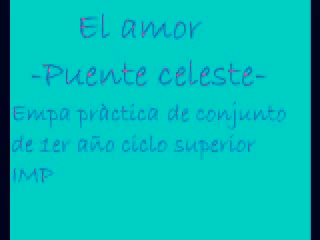 El amor
-Puente celeste-
Empa pràctica de conjunto
de 1er año ciclo superior
IMP